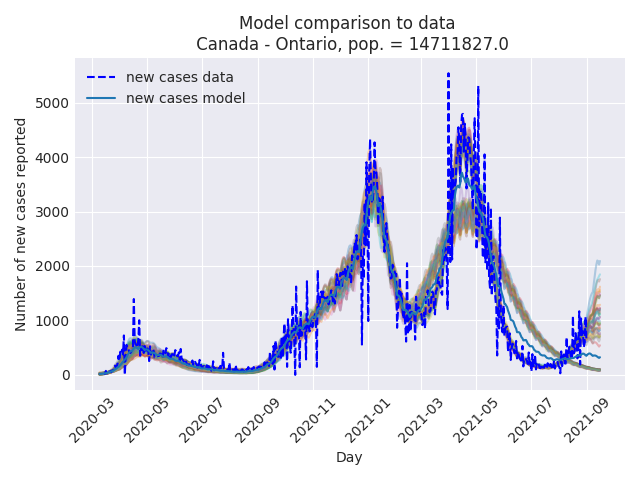 Model comparison to data
Canada - Ontario, pop. = 14711827.0
new cases data
new cases model
Number of new cases reported
5000
4000
3000
2000
1000
0
2020-03
2020-05
2020-07
2020-09
2020-11
2021-01
2021-03
2021-05
2021-07
2021-09
Day